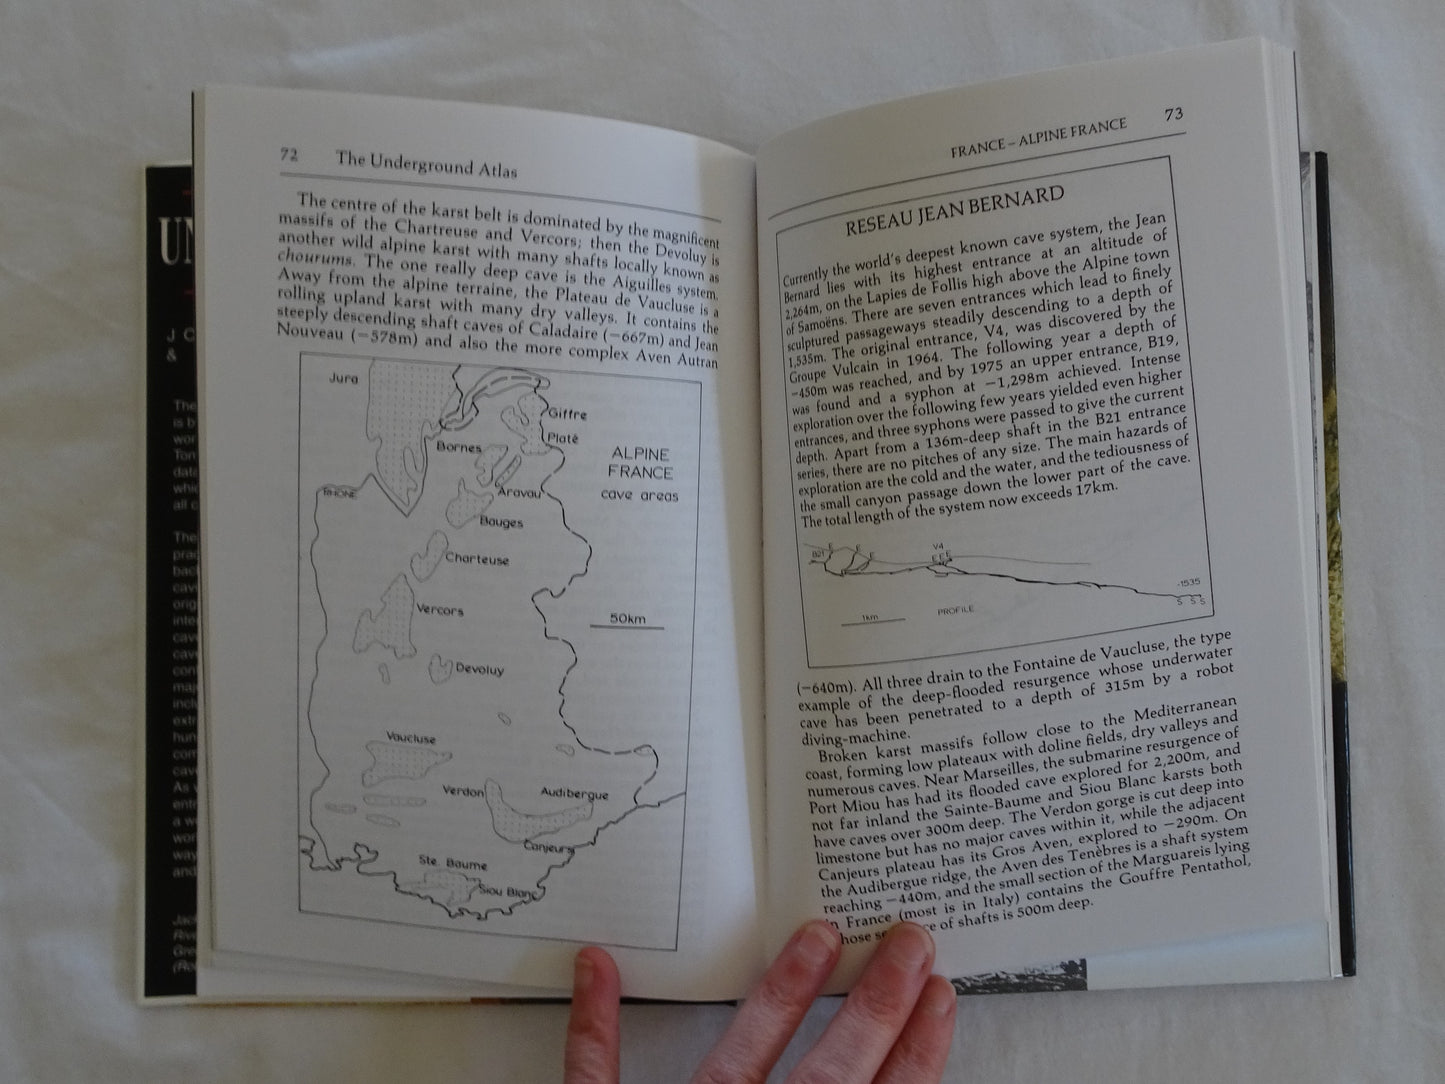 72 The Underground Atlas
The centre of the karst belt is dominated by the magnificent
massifs of the Chartreuse and Vercors; then the Devoluy is
another wild alpine karst with many shafts locally known as
chourums. The one really deep cave is the Aiguilles system.
Away from the alpine terraine, the Plateau de Vaucluse is a
rolling upland karst with many dry valleys. It contains the
steeply descending shaft caves of Caladaire (−667m) and Jean
Nouveau (−578m) and also the more complex Aven Autran
Jura
Giffre
Platé
Bornes
ALPINE
FRANCE
cave areas
RHONE
Aravau
Bauges
Charteuse
Vercors
50km
Devoluy
Vaucluse
Verdon
Audibergue
Canjeurs
Ste. Baume
Siou Blanc
FRANCE – ALPINE FRANCE 73
RESEAU JEAN BERNARD
Currently the world's deepest known cave system, the Jean
Bernard lies with its highest entrance at an altitude of
2,264m, on the Lapies de Follis high above the Alpine town
of Samoëns. There are seven entrances which lead to finely
sculptured passageways steadily descending to a depth of
1,535m. The original entrance, V4, was discovered by the
Groupe Vulcain in 1964. The following year a depth of
−450m was reached, and by 1975 an upper entrance, B19,
was found and a syphon at −1,298m achieved. Intense
exploration over the following few years yielded even higher
entrances, and three syphons were passed to give the current
depth. Apart from a 136m-deep shaft in the B21 entrance
series, there are no pitches of any size. The main hazards of
exploration are the cold and the water, and the tediousness of
the small canyon passage down the lower part of the cave.
The total length of the system now exceeds 17km.
B21 E E E
V4
E E E
-1535
S S S
1km
PROFILE
(−640m). All three drain to the Fontaine de Vaucluse, the type
example of the deep-flooded resurgence whose underwater
cave has been penetrated to a depth of 315m by a robot
diving-machine.
Broken karst massifs follow close to the Mediterranean
coast, forming low plateaux with doline fields, dry valleys and
numerous caves. Near Marseilles, the submarine resurgence of
Port Miou has had its flooded cave explored for 2,200m, and
not far inland the Sainte-Baume and Siou Blanc karsts both
have caves over 300m deep. The Verdon gorge is cut deep into
limestone but has no major caves within it, while the adjacent
Canjeurs plateau has its Gros Aven, explored to −290m. On
the Audibergue ridge, the Aven des Tenèbres is a shaft system
reaching −440m, and the small section of the Marguareis lying
in France (most is in Italy) contains the Gouffre Pentathol,
of shafts is 500m deep.